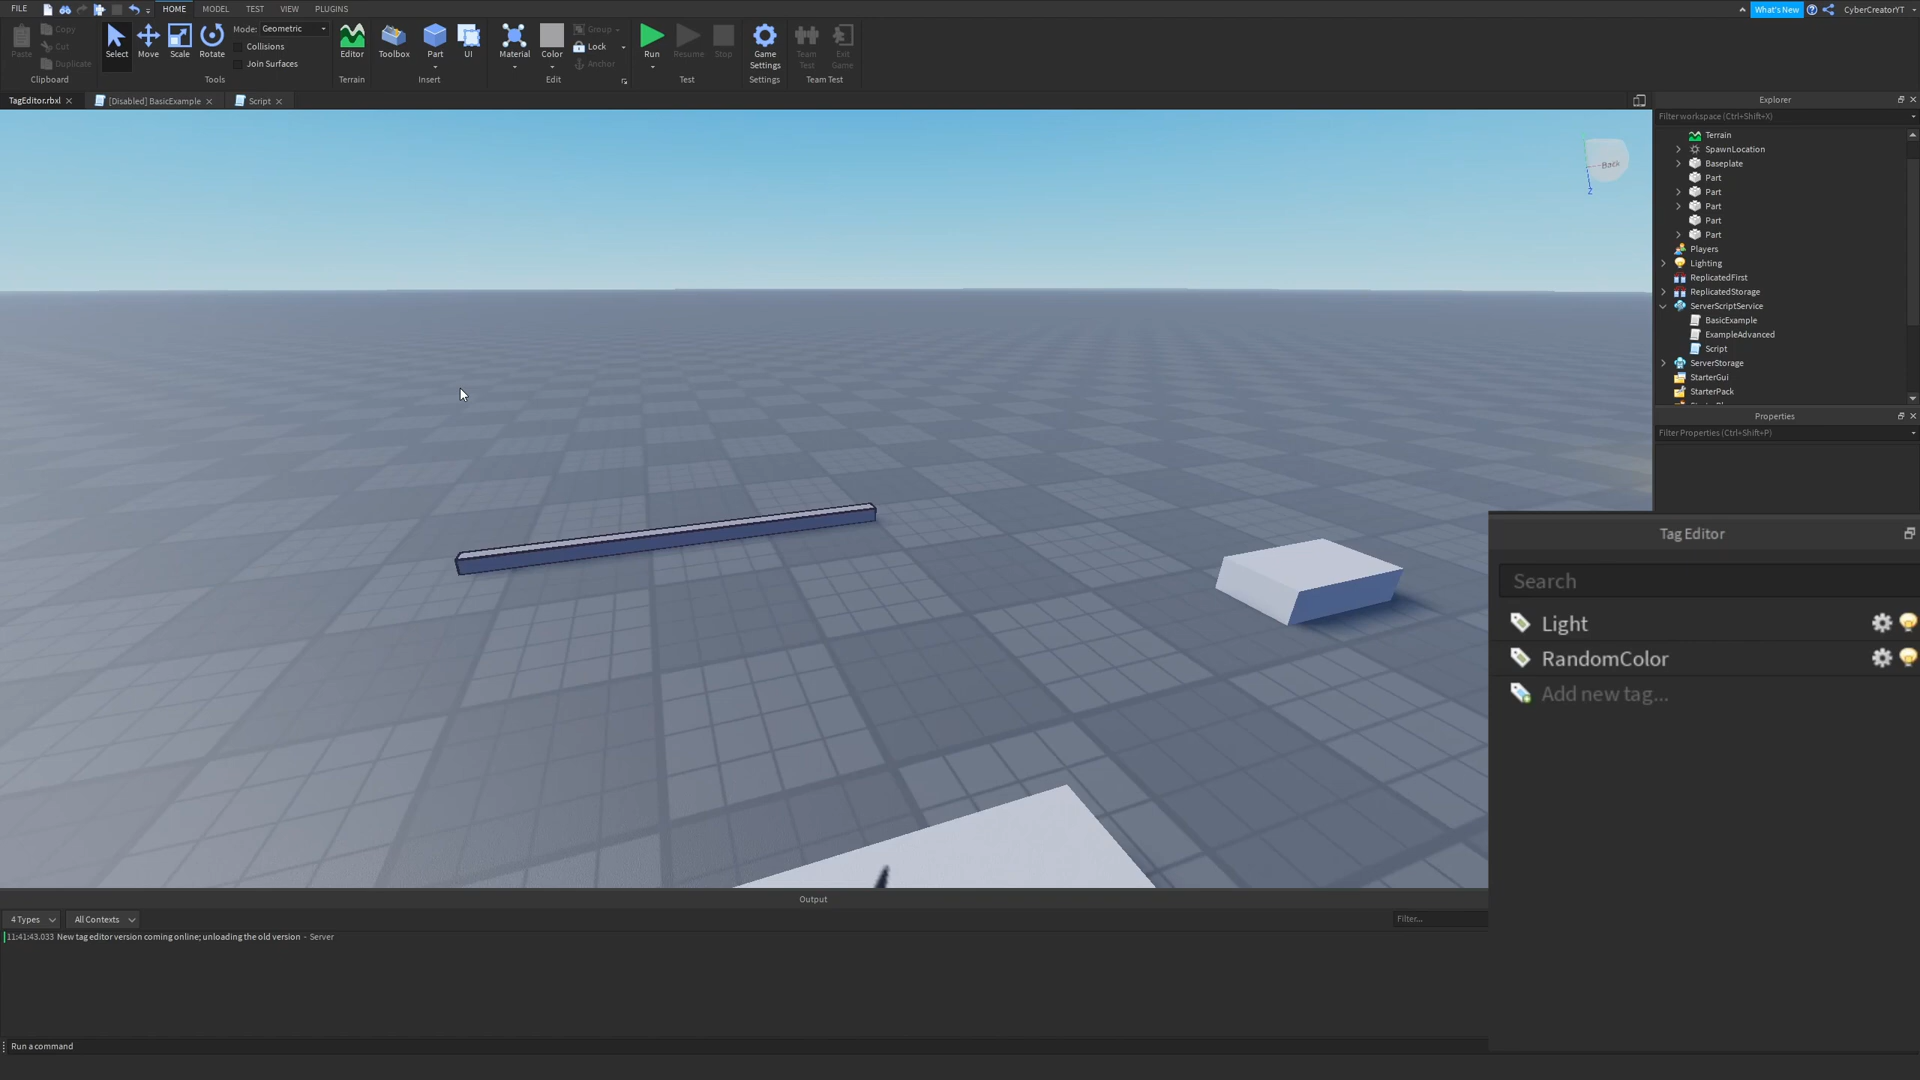 FILE HOME MODEL TEST VIEW PLUGINS What's New CyberCreatorYT
Paste Copy Cut Duplicate
Clipboard
Select Move Scale Rotate
Mode: Geometric
Collisions
Join Surfaces
Tools
Editor
Terrain
Toolbox Part UI
Insert
Material Color Group Lock Anchor
Edit
Run Resume Stop
Test
Game Settings
Settings
Team Test Exit Game
Team Test
TagEditor.rbxl [Disabled] BasicExample Script
Back
Z
Explorer
Filter workspace (Ctrl+Shift+X)
Terrain
SpawnLocation
Baseplate
Part
Part
Part
Part
Part
Players
Lighting
ReplicatedFirst
ReplicatedStorage
ServerScriptService
BasicExample
ExampleAdvanced
Script
ServerStorage
StarterGui
StarterPack
Properties
Filter Properties (Ctrl+Shift+P)
Tag Editor
Search
Light
RandomColor
Add new tag...
Output
4 Types All Contexts Filter...
11:41:43.033 New tag editor version coming online; unloading the old version - Server
Run a command